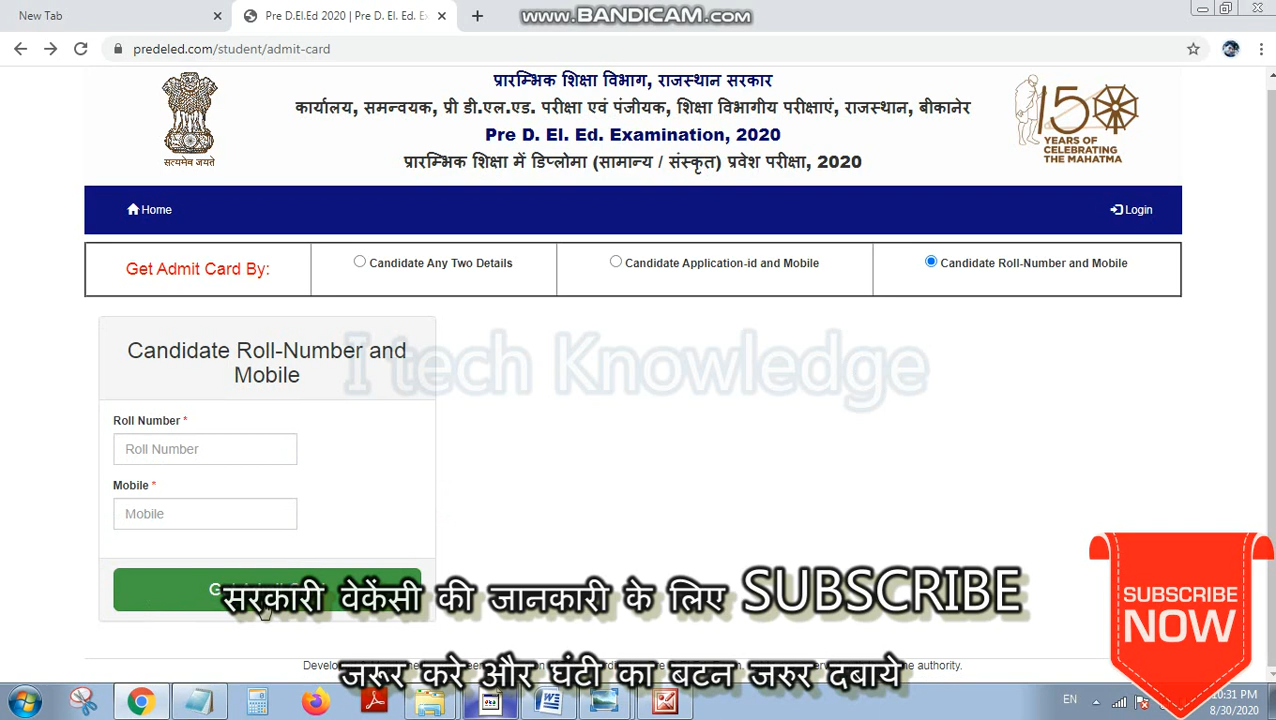 New Tab
Pre D.El.Ed 2020 | Pre D. El. Ed. Ex
www.BANDICAM.com
predeled.com/student/admit-card
प्रारम्भिक शिक्षा विभाग, राजस्थान सरकार
कार्यालय, समन्वयक, प्री डी.एल.एड. परीक्षा एवं पंजीयक, शिक्षा विभागीय परीक्षाएं, राजस्थान, बीकानेर
Pre D. El. Ed. Examination, 2020
प्रारम्भिक शिक्षा में डिप्लोमा (सामान्य / संस्कृत) प्रवेश परीक्षा, 2020
सत्यमेव जयते
150
YEARS OF
CELEBRATING
THE MAHATMA
Home
Login
Get Admit Card By:
Candidate Any Two Details
Candidate Application-id and Mobile
Candidate Roll-Number and Mobile
Candidate Roll-Number and
Mobile
I tech Knowledge
Roll Number *
Roll Number
Mobile *
Mobile
सरकारी वेकेंसी की जानकारी के लिए SUBSCRIBE
जरूर करे और घंटी का बटन जरुर दबाये
SUBSCRIBE
NOW
authority.
EN
10:31 PM
8/30/2020